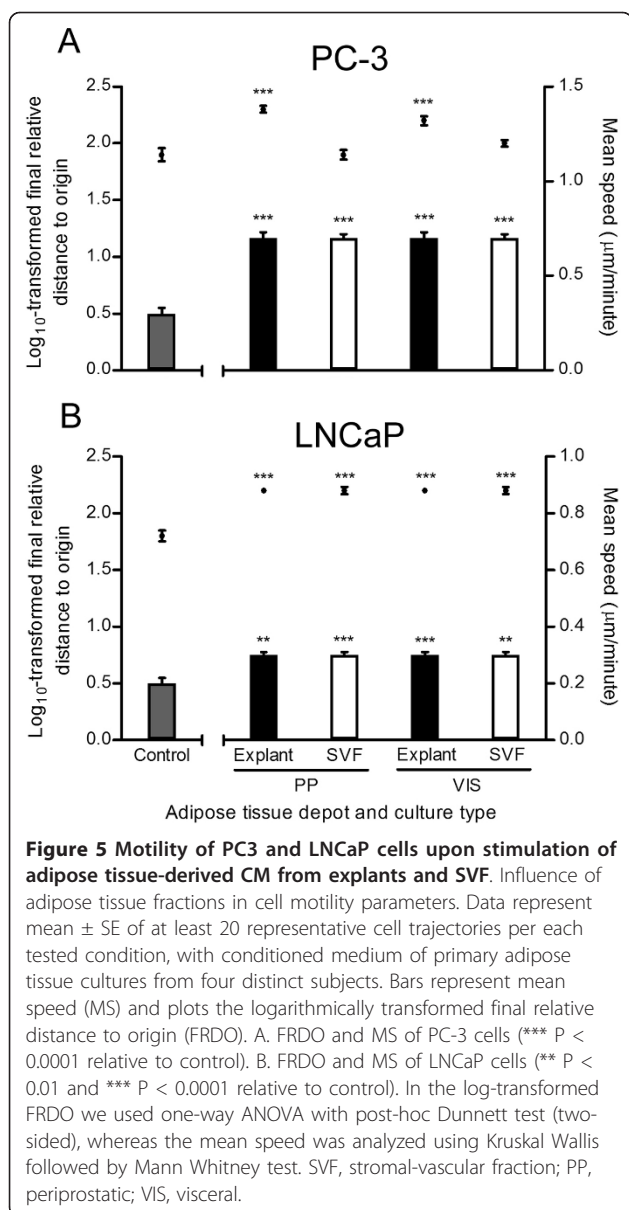 A
PC-3
Log10-transformed final relative
distance to origin
2.5
2.0
1.5
1.0
0.5
0.0
***
***
***
***
***
***
1.5
1.0
0.5
0.0
Mean speed (μm/minute)
B
LNCaP
Log10-transformed final relative
distance to origin
2.5
2.0
1.5
1.0
0.5
0.0
***
***
***
***
**
***
***
**
1.0
0.8
0.6
0.4
0.2
0.0
Mean speed (μm/minute)
Control
Explant
SVF
Explant
SVF
PP
VIS
Adipose tissue depot and culture type
Figure 5 Motility of PC3 and LNCaP cells upon stimulation of
adipose tissue-derived CM from explants and SVF. Influence of
adipose tissue fractions in cell motility parameters. Data represent
mean ± SE of at least 20 representative cell trajectories per each
tested condition, with conditioned medium of primary adipose
tissue cultures from four distinct subjects. Bars represent mean
speed (MS) and plots the logarithmically transformed final relative
distance to origin (FRDO). A. FRDO and MS of PC-3 cells (*** P <
0.0001 relative to control). B. FRDO and MS of LNCaP cells (** P <
0.01 and *** P < 0.0001 relative to control). In the log-transformed
FRDO we used one-way ANOVA with post-hoc Dunnett test (two-
sided), whereas the mean speed was analyzed using Kruskal Wallis
followed by Mann Whitney test. SVF, stromal-vascular fraction; PP,
periprostatic; VIS, visceral.